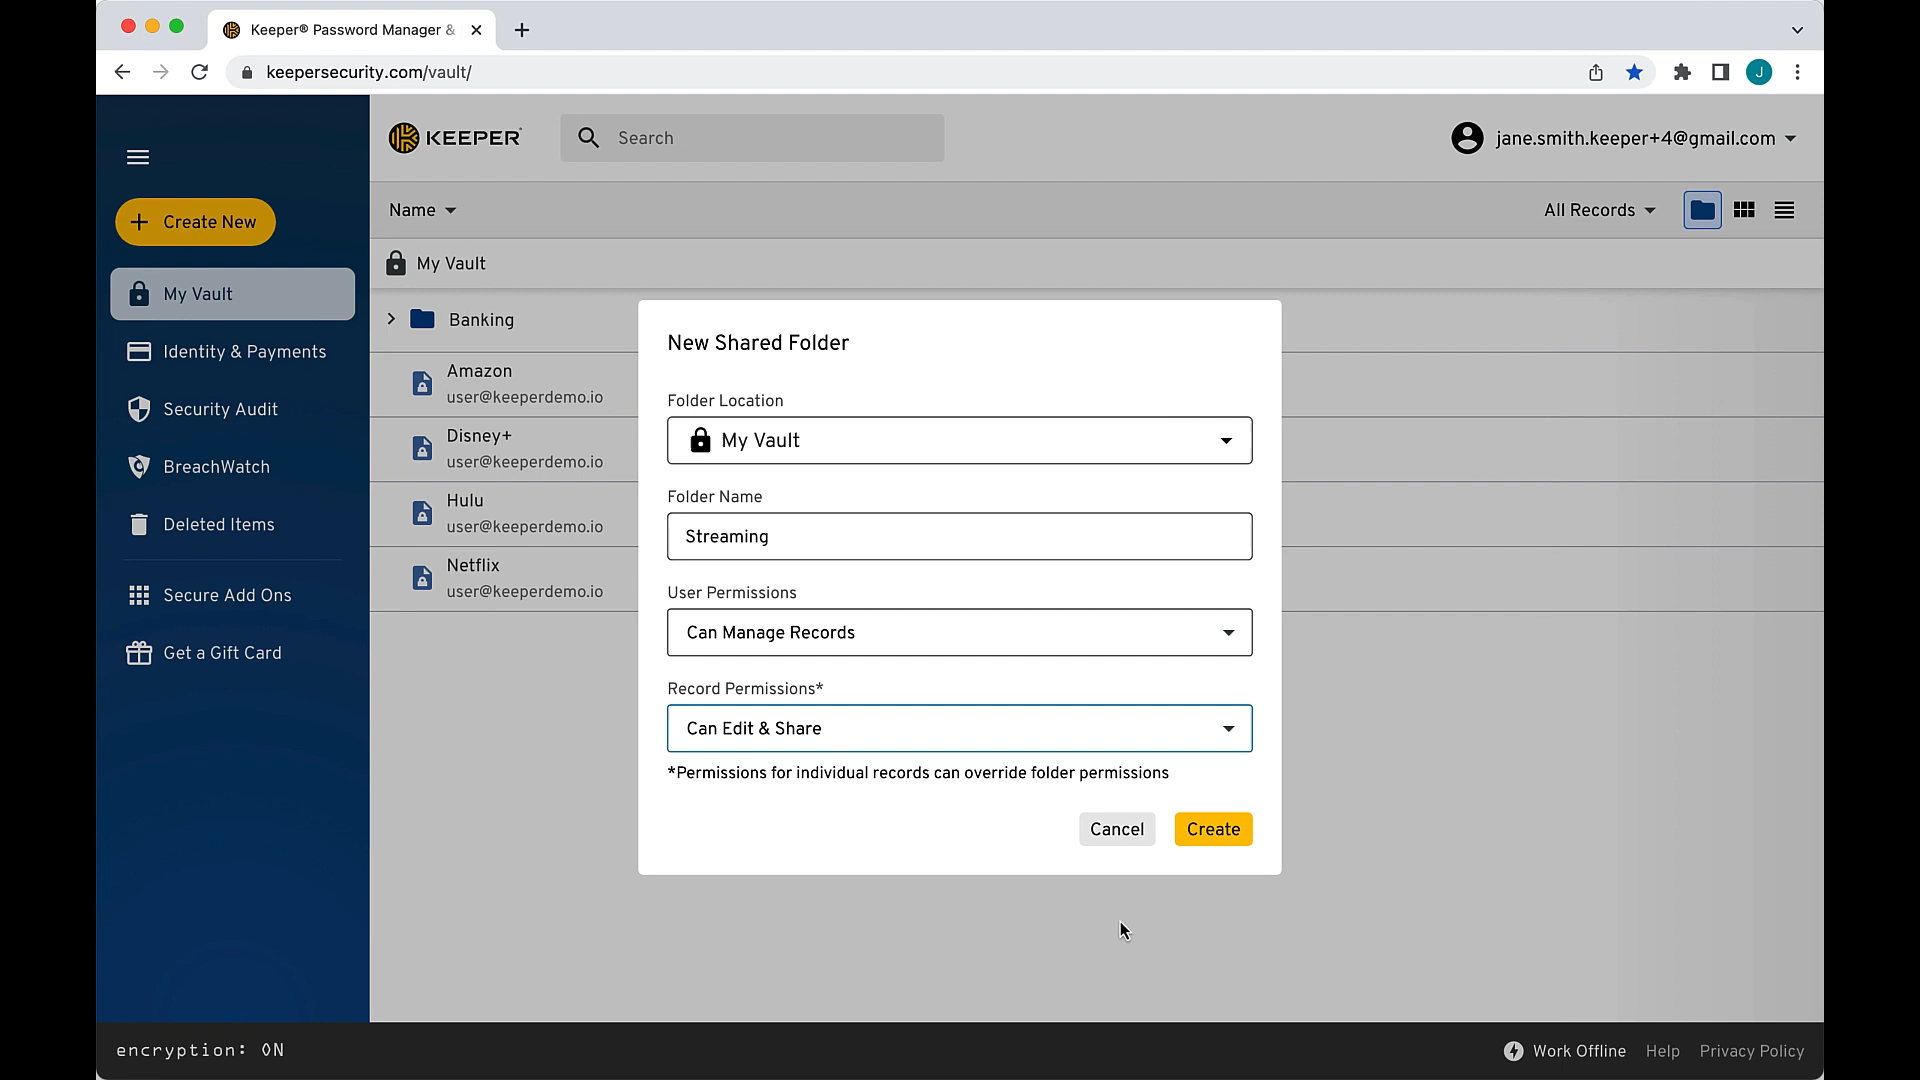 Keeper® Password Manager &
keepersecurity.com/vault/
J
KEEPER
Search
jane.smith.keeper+4@gmail.com
Create New
Name
All Records
My Vault
My Vault
Identity & Payments
Security Audit
BreachWatch
Deleted Items
Secure Add Ons
Get a Gift Card
Banking
Amazon
user@keeperdemo.io
Disney+
user@keeperdemo.io
Hulu
user@keeperdemo.io
Netflix
user@keeperdemo.io
New Shared Folder
Folder Location
My Vault
Folder Name
Streaming
User Permissions
Can Manage Records
Record Permissions*
Can Edit & Share
*Permissions for individual records can override folder permissions
Cancel
Create
encryption: ON
Work Offline
Help
Privacy Policy